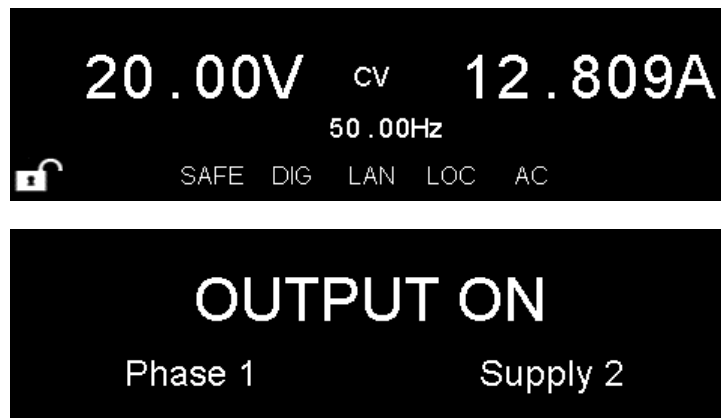 20.00V CV 12.809A
50.00Hz
SAFE DIG LAN LOC AC
OUTPUT ON
Phase 1 Supply 2